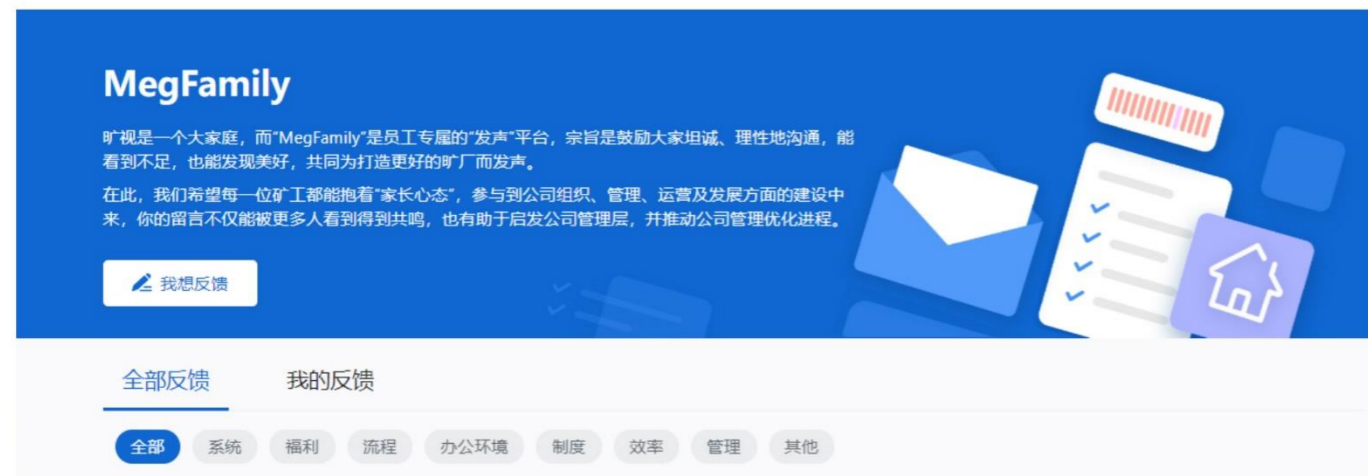 MegFamily
旷视是一个大家庭，而“MegFamily”是员工专属的“发声”平台，宗旨是鼓励大家坦诚、理性地沟通，能
看到不足，也能发现美好，共同为打造更好的旷厂而发声。
在此，我们希望每一位矿工都能抱着“家长心态”，参与到公司组织、管理、运营及发展方面的建设中
来，你的留言不仅能被更多人看到得到共鸣，也有助于启发公司管理层，并推动公司管理优化进程。
我想反馈
全部反馈 我的反馈
全部 系统 福利 流程 办公环境 制度 效率 管理 其他